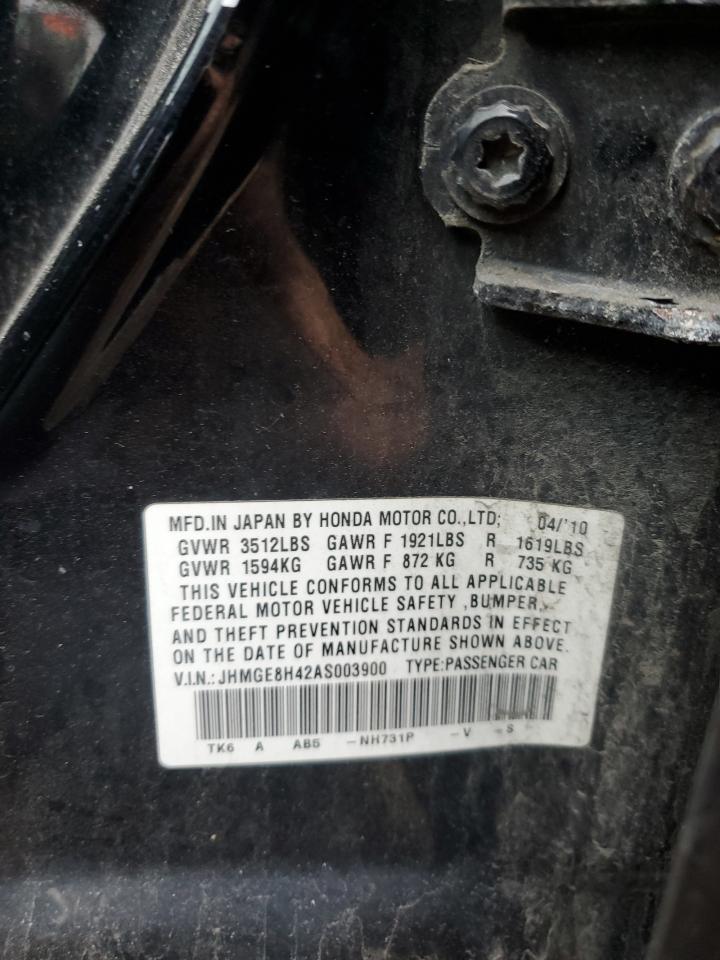 MFD.IN JAPAN BY HONDA MOTOR CO.,LTD; 04/'10
GVWR 3512LBS GAWR F 1921LBS R 1619LBS
GVWR 1594KG GAWR F 872 KG R 735 KG
THIS VEHICLE CONFORMS TO ALL APPLICABLE
FEDERAL MOTOR VEHICLE SAFETY ,BUMPER,
AND THEFT PREVENTION STANDARDS IN EFFECT
ON THE DATE OF MANUFACTURE SHOWN ABOVE.
V.I.N.: JHMGE8H42AS003900 TYPE:PASSENGER CAR
TK6 A AB5 -NH731P -V -S